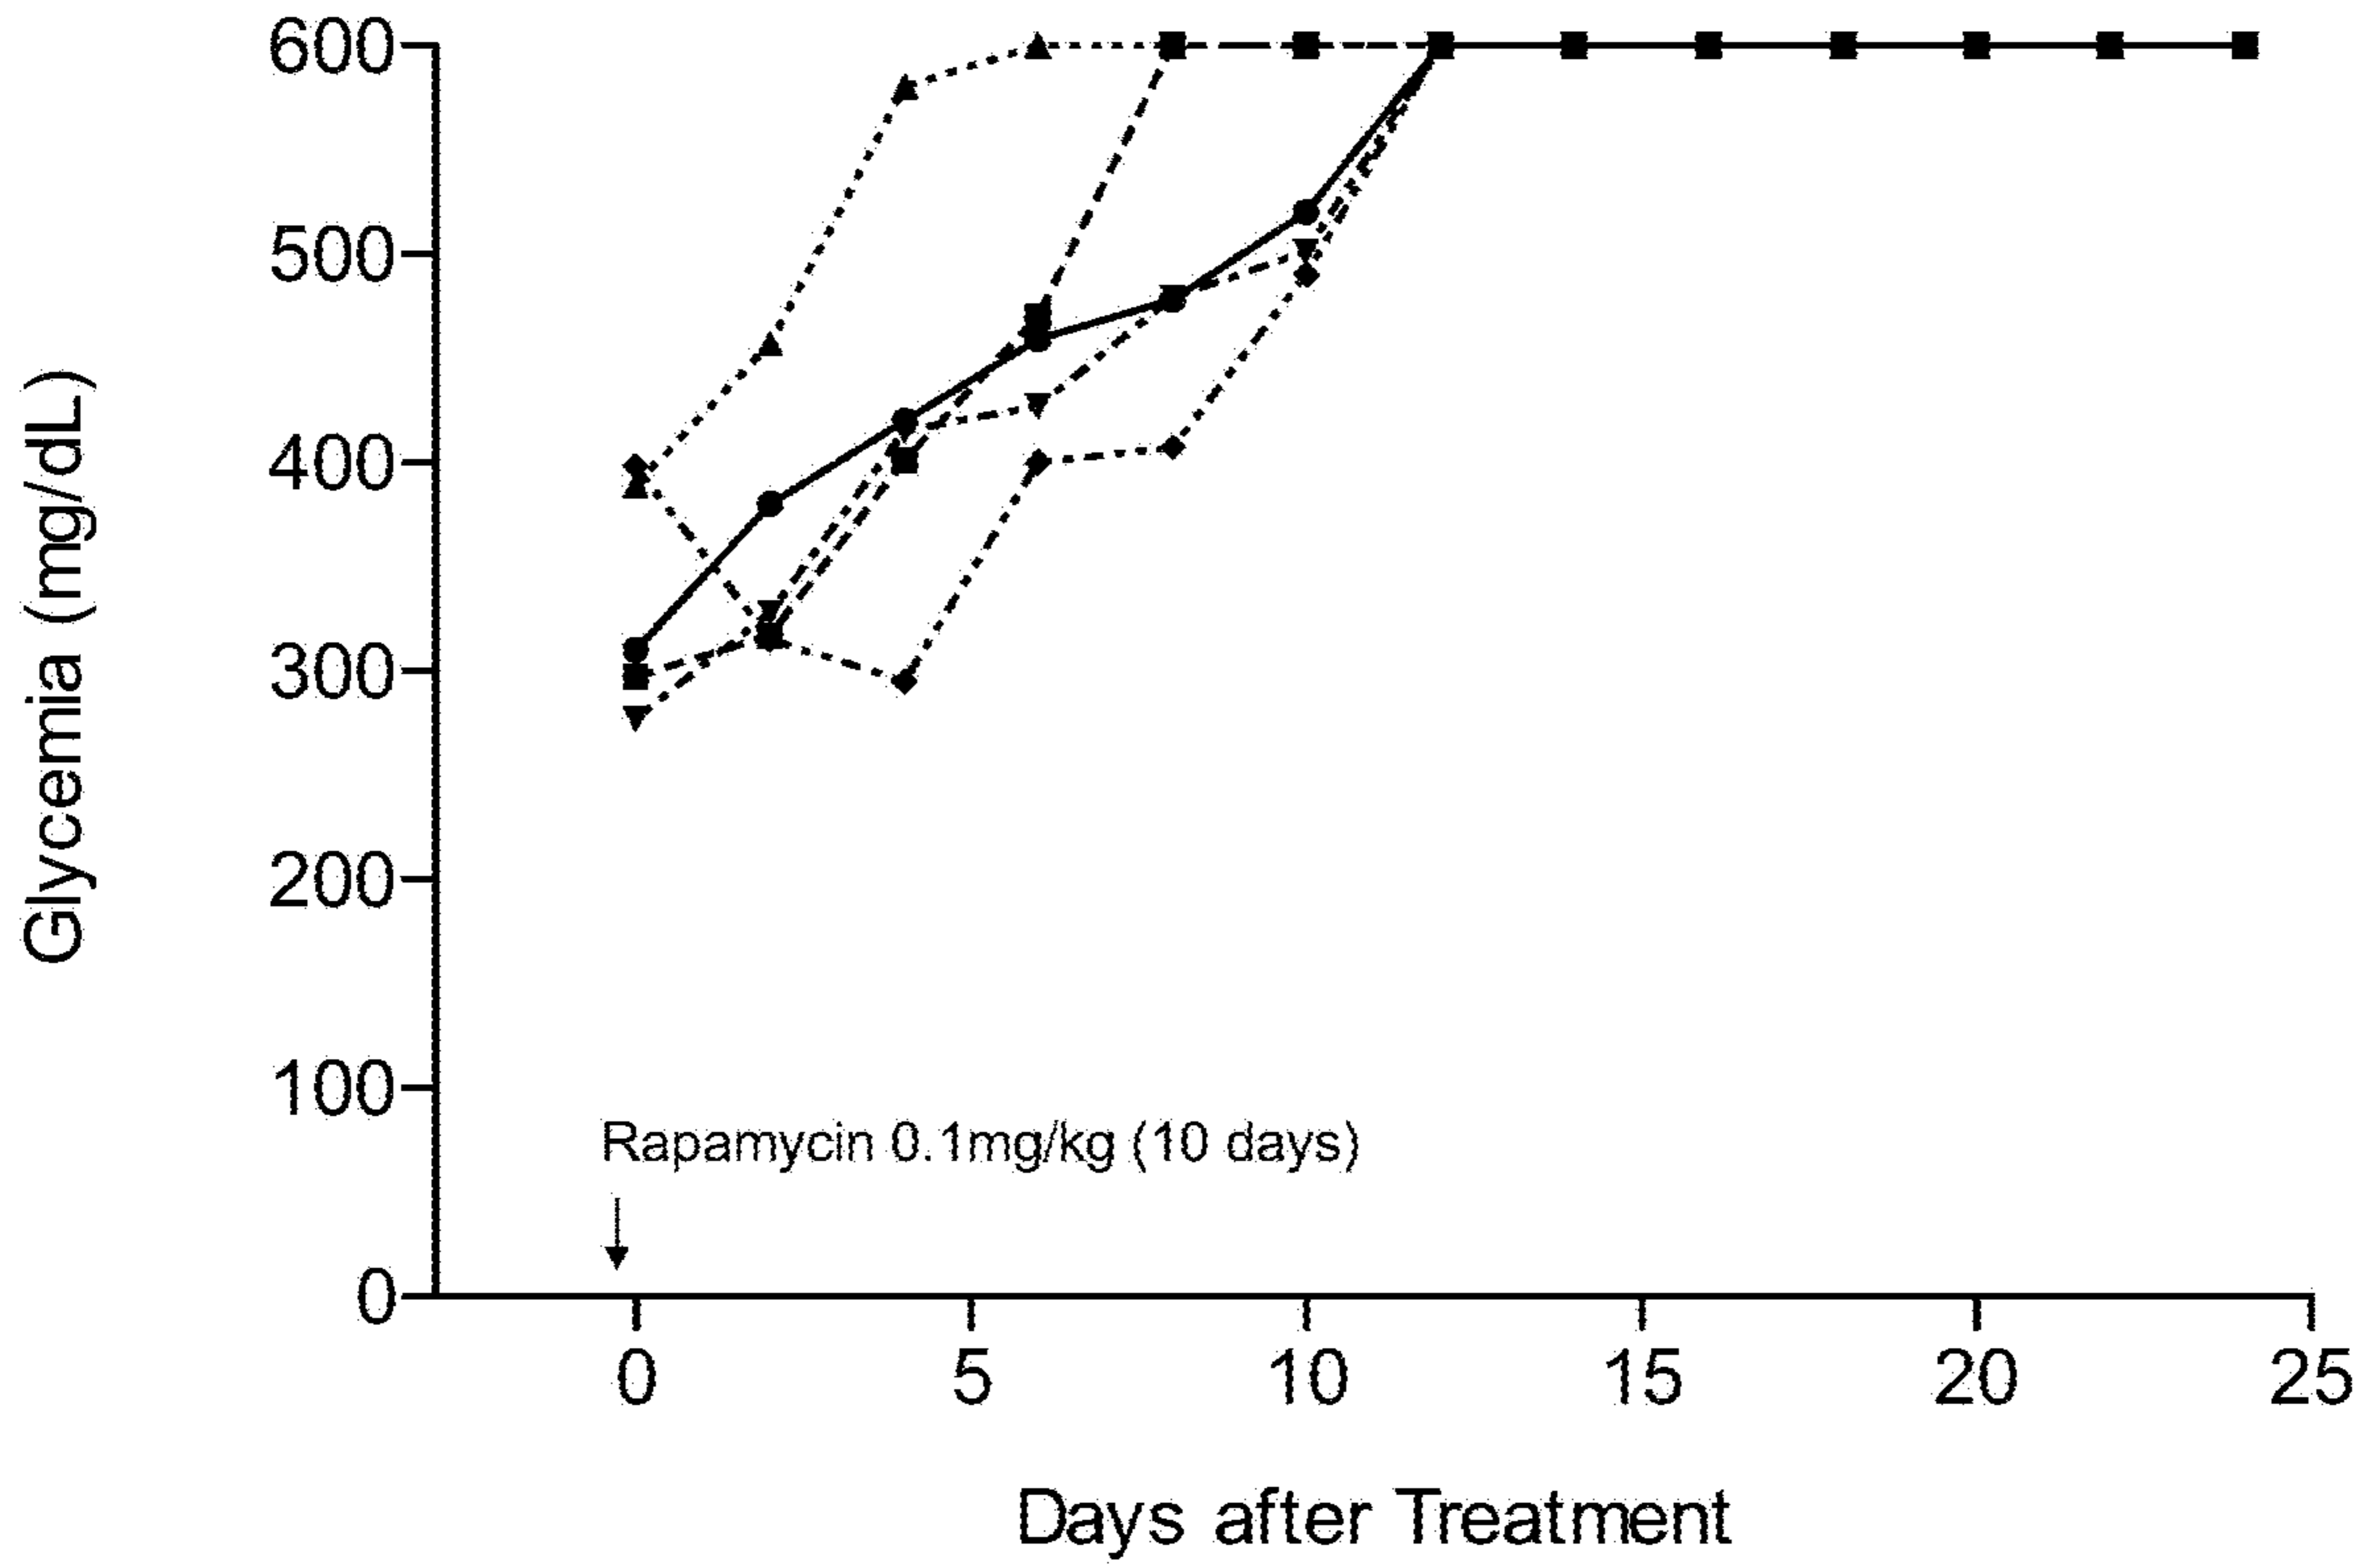 Glycemia (mg/dL)
600
500
400
300
200
100
0
Rapamycin 0.1mg/kg (10 days)
0 5 10 15 20 25
Days after Treatment